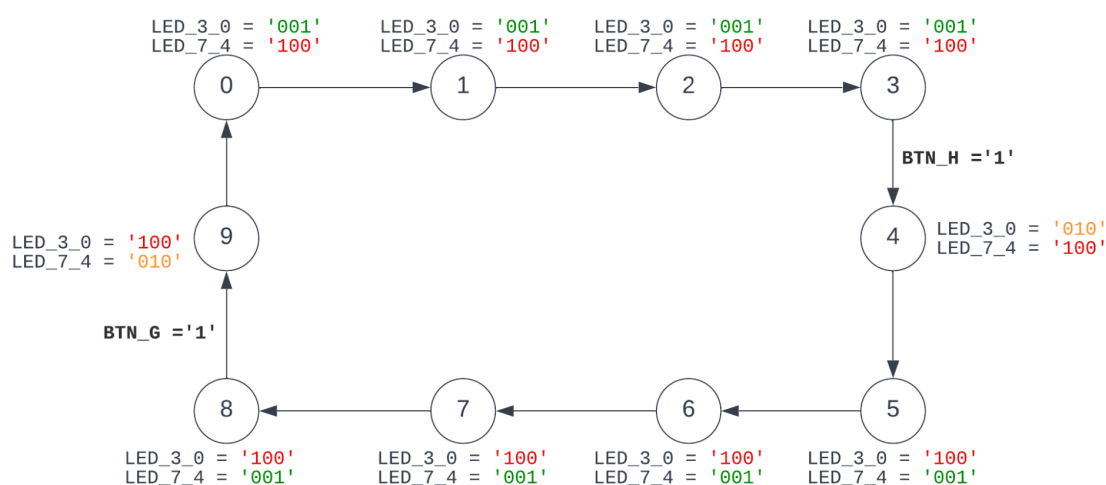 LED_3_0 = '001'
LED_7_4 = '100'
0
LED_3_0 = '001'
LED_7_4 = '100'
1
LED_3_0 = '001'
LED_7_4 = '100'
2
LED_3_0 = '001'
LED_7_4 = '100'
3
BTN_H ='1'
LED_3_0 = '100'
LED_7_4 = '010'
9
4
LED_3_0 = '010'
LED_7_4 = '100'
BTN_G ='1'
8
LED_3_0 = '100'
LED_7_4 = '001'
7
LED_3_0 = '100'
LED_7_4 = '001'
6
LED_3_0 = '100'
LED_7_4 = '001'
5
LED_3_0 = '100'
LED_7_4 = '001'